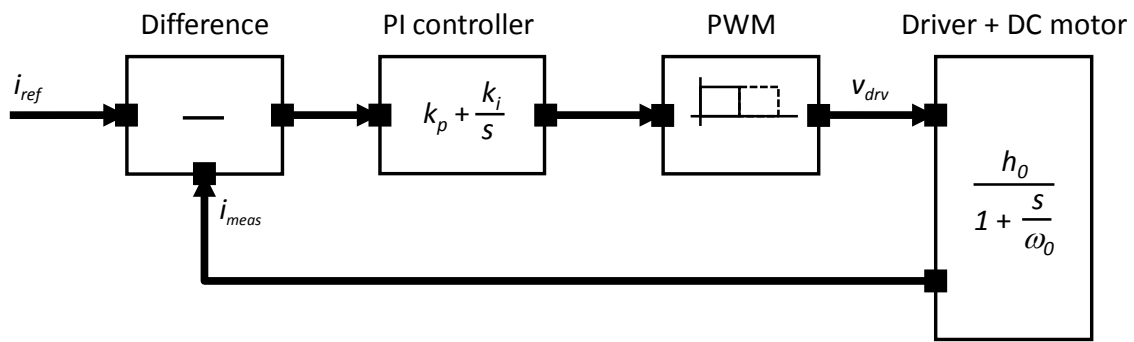 Difference
PI controller
PWM
Driver + DC motor
i_ref
k_p + k_i/s
v_drv
h_0
1 + s/ω_0
i_meas